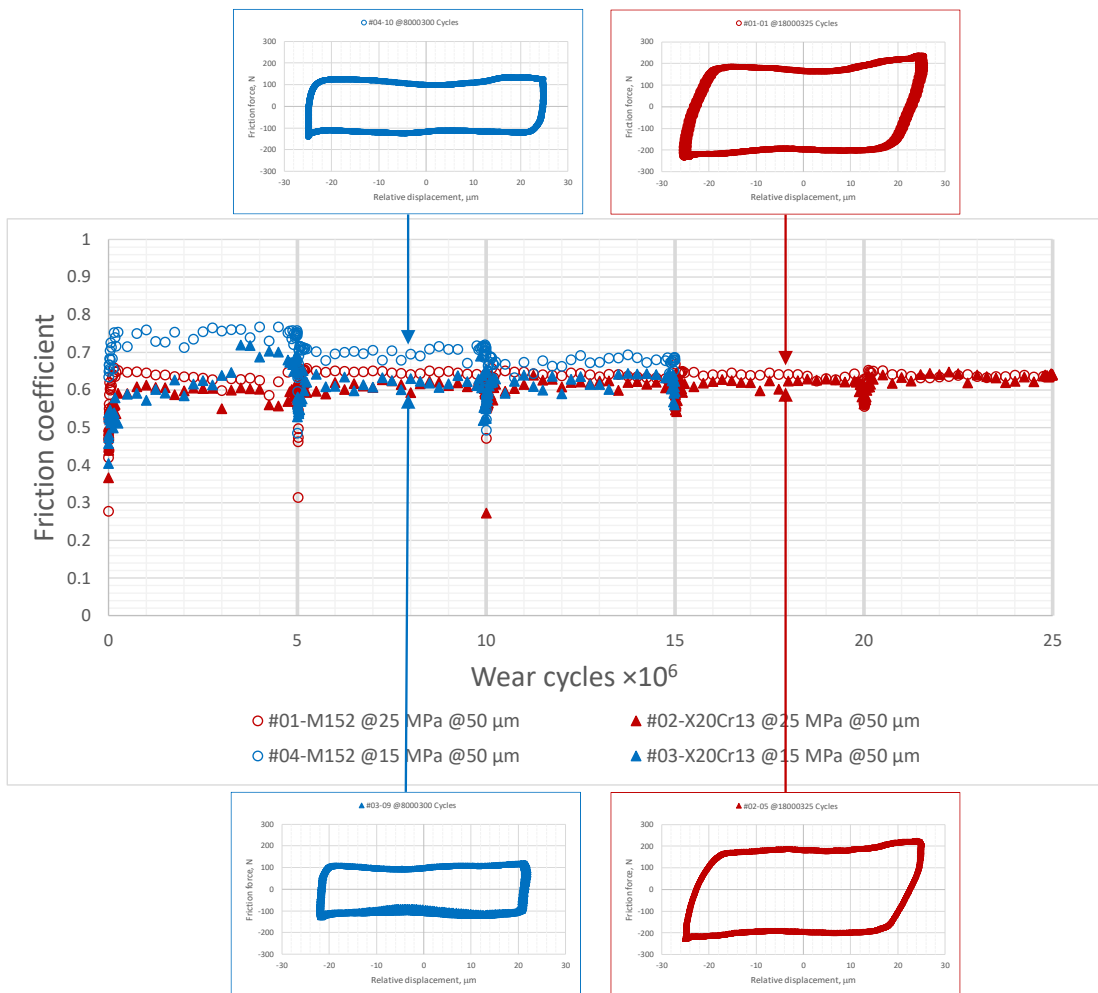 #04-10 @8000300 Cycles
300
200
100
0
-100
-200
-300
-30 -20 -10 0 10 20 30
Friction force, N
Relative displacement, µm
#01-01 @18000325 Cycles
300
200
100
0
-100
-200
-300
-30 -20 -10 0 10 20 30
Friction force, N
Relative displacement, µm
1
0.9
0.8
0.7
0.6
0.5
0.4
0.3
0.2
0.1
0
Friction coefficient
0 5 10 15 20 25
Wear cycles ×10⁶
#01-M152 @25 MPa @50 µm #02-X20Cr13 @25 MPa @50 µm
#04-M152 @15 MPa @50 µm #03-X20Cr13 @15 MPa @50 µm
#03-09 @8000300 Cycles
300
200
100
0
-100
-200
-300
-30 -20 -10 0 10 20 30
Friction force, N
Relative displacement, µm
#02-05 @18000325 Cycles
300
200
100
0
-100
-200
-300
-30 -20 -10 0 10 20 30
Friction force, N
Relative displacement, µm